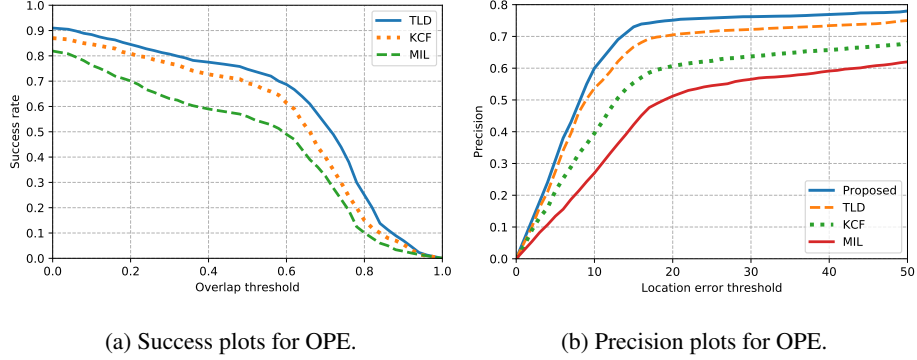 1.0
0.9
0.8
0.7
0.6
0.5
0.4
0.3
0.2
0.1
0.0
Success rate
0.0 0.2 0.4 0.6 0.8 1.0
Overlap threshold
TLD
KCF
MIL
(a) Success plots for OPE.
0.8
0.7
0.6
0.5
0.4
0.3
0.2
0.1
0.0
Precision
0 10 20 30 40 50
Location error threshold
Proposed
TLD
KCF
MIL
(b) Precision plots for OPE.